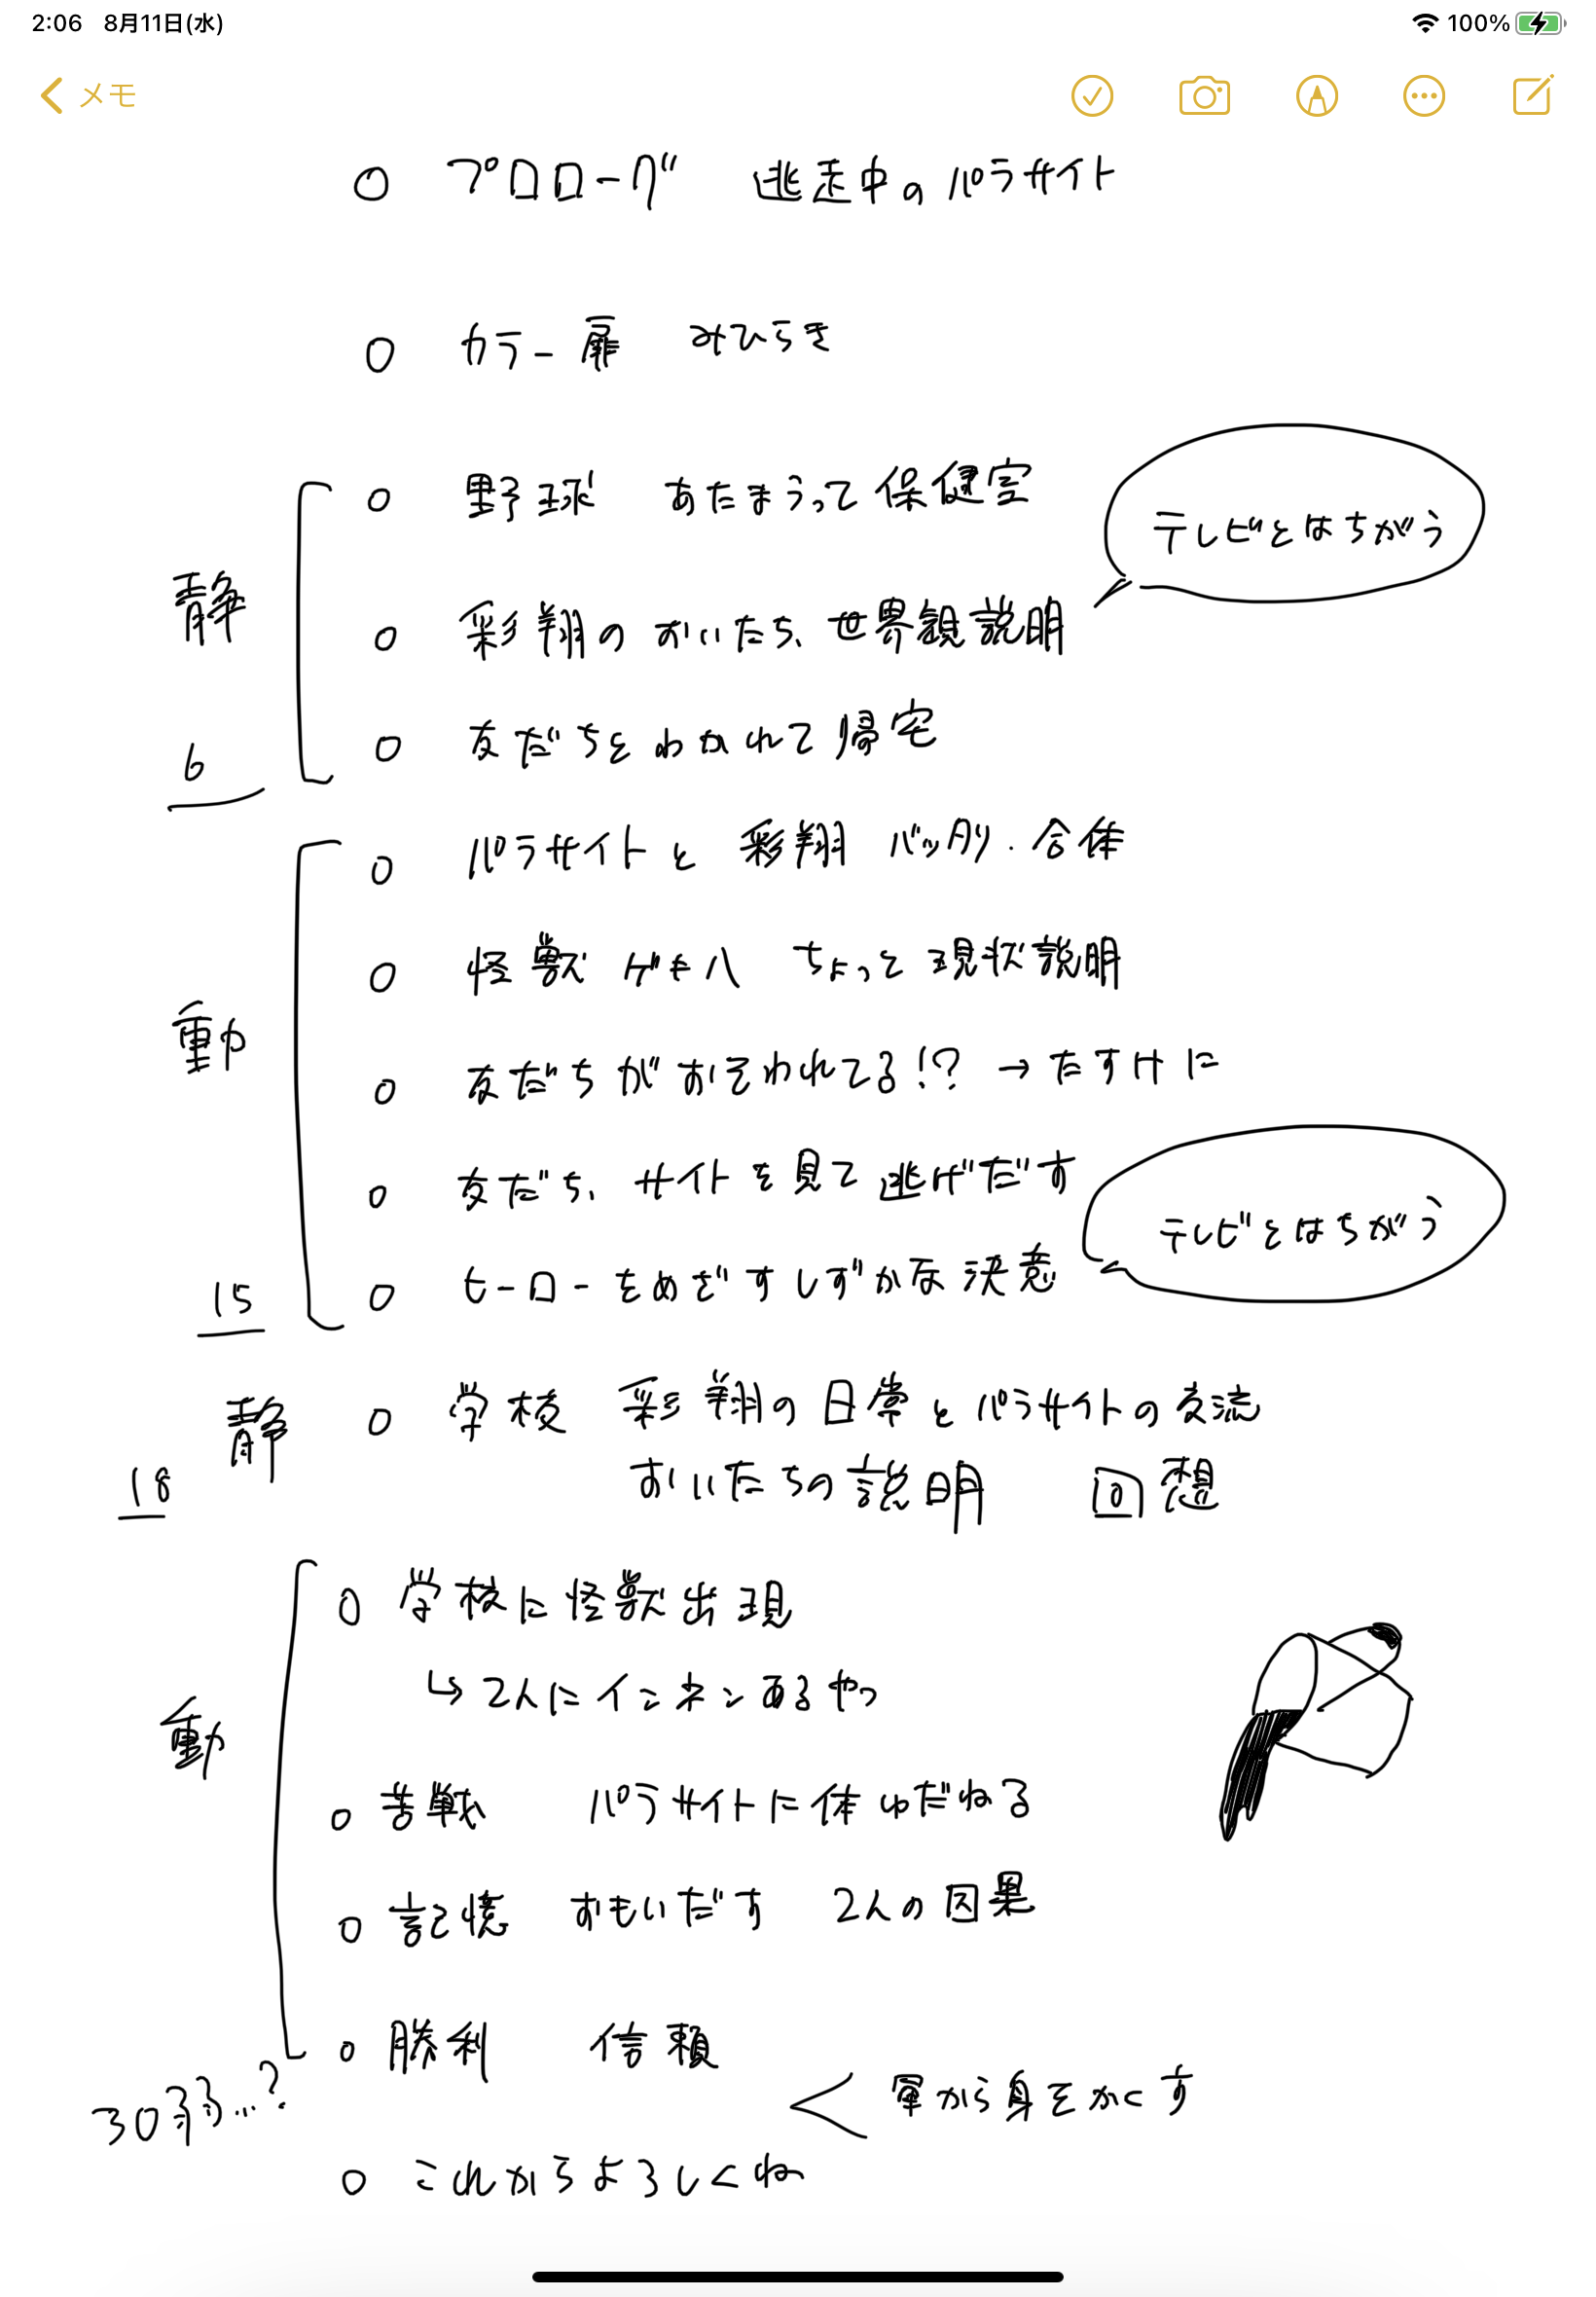 2:06 8月11日(水) 100%
メモ
○ プロローグ 逃走中のパラサイト
○ カラー扉 みひらき
○ 野球 あたまうって保健室
テレビとはちがう
静
○ 彩翔の おいたち、世界観説明
○ 友だちとわかれて帰宅
6
○ パラサイトと 彩翔 バッタリ・合体
○ 怪獣 ゲキハ ちょっと現状説明
動
○ 友だちがおそわれてる!? →たすけに
○ 友だち、サイトを見て逃げだす
テレビとはちがう
○ ヒーローをめざすしずかな決意
15
静 ○ 学校 彩翔の日常とパラサイトの交流
おいたちの説明 回想
18
○ 学校に怪獣出現
↳ 2人にインネンあるやつ
動
○ 苦戦 パラサイトに体ゆだねる
○ 記憶 おもいだす 2人の因果
○ 勝利 信頼
軍から身をかくす
○ これからよろしくね